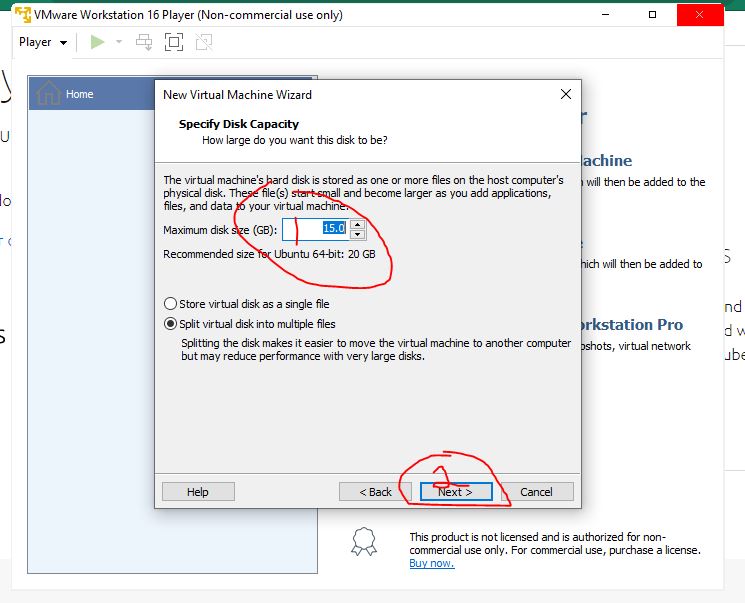 VMware Workstation 16 Player (Non-commercial use only)
Player
Home
New Virtual Machine Wizard
Specify Disk Capacity
How large do you want this disk to be?
The virtual machine's hard disk is stored as one or more files on the host computer's
physical disk. These file(s) start small and become larger as you add applications,
files, and data to your virtual machine.
Maximum disk size (GB): 15.0
1
Recommended size for Ubuntu 64-bit: 20 GB
Store virtual disk as a single file
Split virtual disk into multiple files
Splitting the disk makes it easier to move the virtual machine to another computer
but may reduce performance with very large disks.
achine
will then be added to the
hich will then be added to
orkstation Pro
pshots, virtual network
2
Help
< Back
Next >
Cancel
This product is not licensed and is authorized for non-
commercial use only. For commercial use, purchase a license.
Buy now.